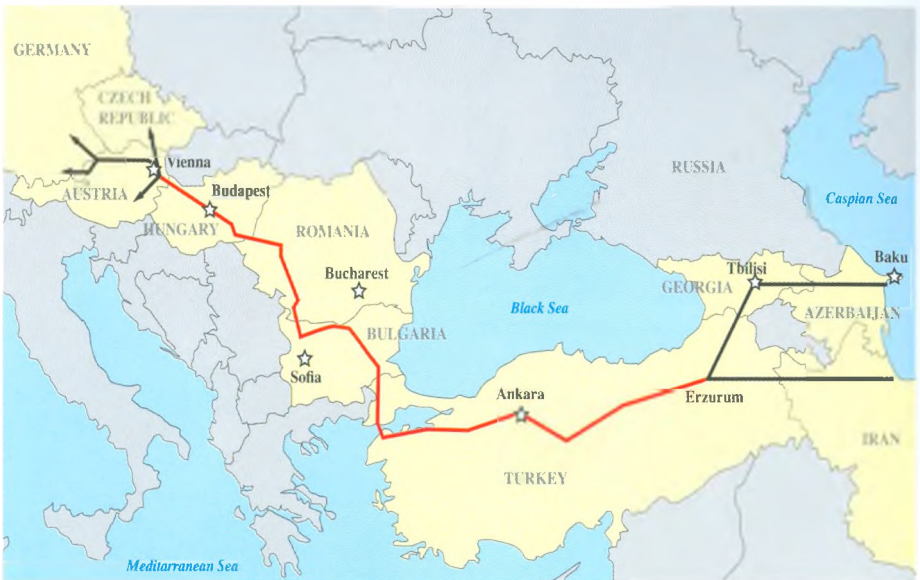 GERMANY
CZECH
REPUBLIC
Vienna
AUSTRIA
Budapest
HUNGARY
ROMANIA
Bucharest
BULGARIA
Sofia
Black Sea
RUSSIA
Caspian Sea
Tbilisi
GEORGIA
Baku
AZERBAIJAN
Ankara
Erzurum
TURKEY
IRAN
Meditarranean Sea